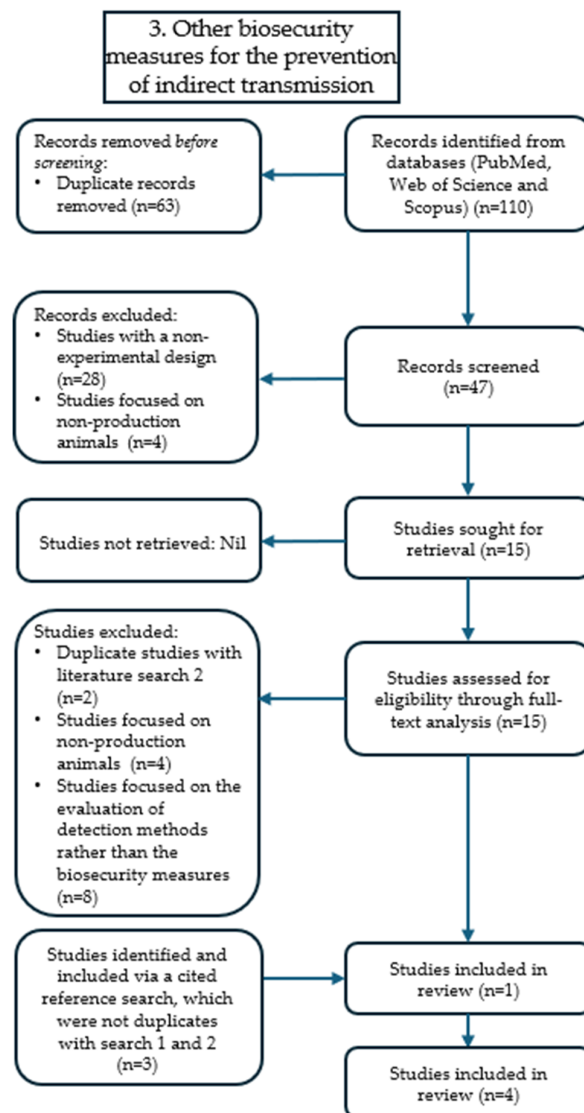 3. Other biosecurity
measures for the prevention
of indirect transmission
Records removed before
screening:
• Duplicate records
removed (n=63)
Records identified from
databases (PubMed,
Web of Science and
Scopus) (n=110)
Records excluded:
• Studies with a non-
experimental design
(n=28)
• Studies focused on
non-production
animals (n=4)
Records screened
(n=47)
Studies not retrieved: Nil
Studies sought for
retrieval (n=15)
Studies excluded:
• Duplicate studies with
literature search 2
(n=2)
• Studies focused on
non-production
animals (n=4)
• Studies focused on the
evaluation of
detection methods
rather than the
biosecurity measures
(n=8)
Studies assessed for
eligibility through full-
text analysis (n=15)
Studies identified and
included via a cited
reference search, which
were not duplicates
with search 1 and 2
(n=3)
Studies included in
review (n=1)
Studies included in
review (n=4)